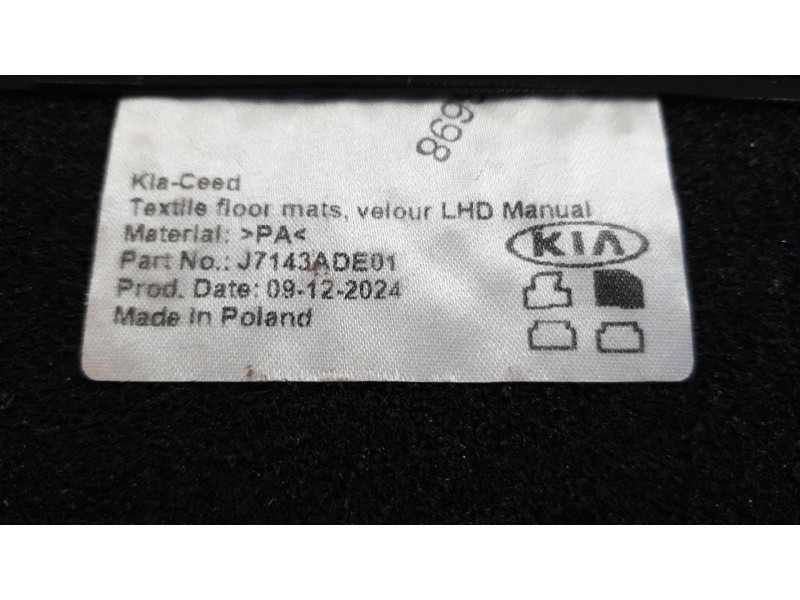 Kia-Ceed
Textile floor mats, velour LHD Manual
Material: >PA<
Part No.: J7143ADE01
Prod. Date: 09-12-2024
Made in Poland
KIA